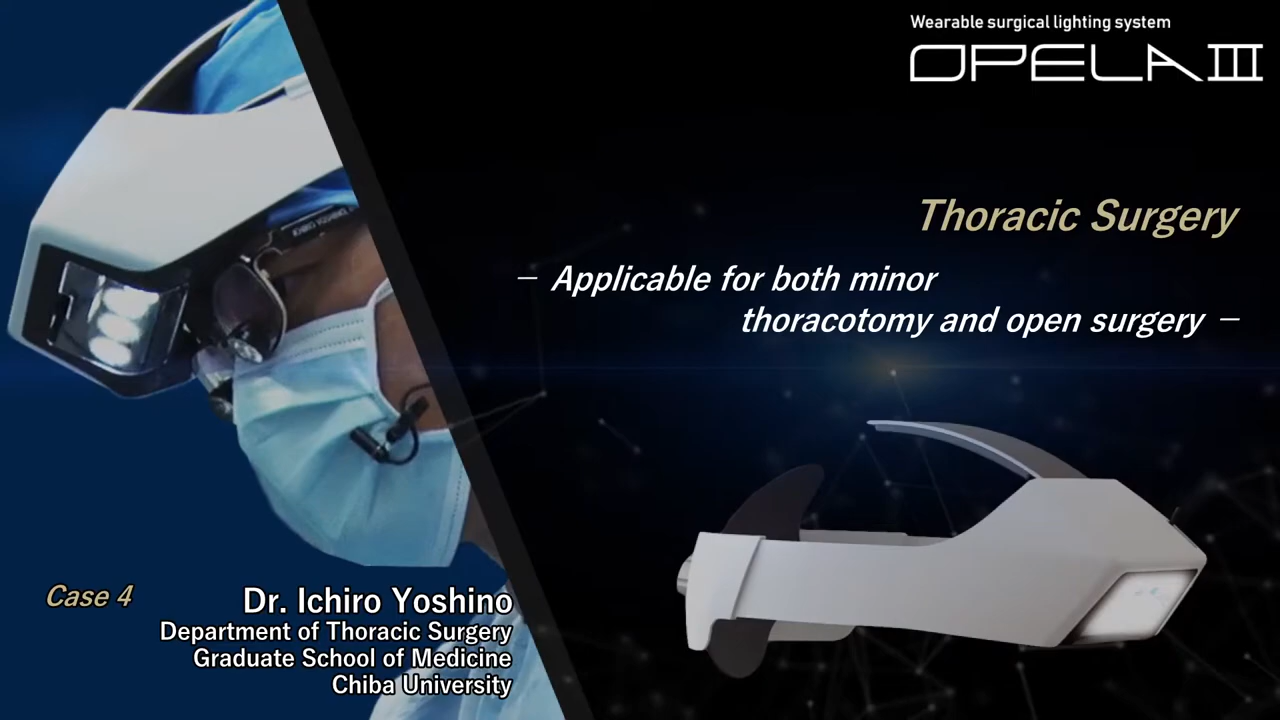 Wearable surgical lighting system
OPELA III
Thoracic Surgery
— Applicable for both minor
thoracotomy and open surgery —
Case 4
Dr. Ichiro Yoshino
Department of Thoracic Surgery
Graduate School of Medicine
Chiba University